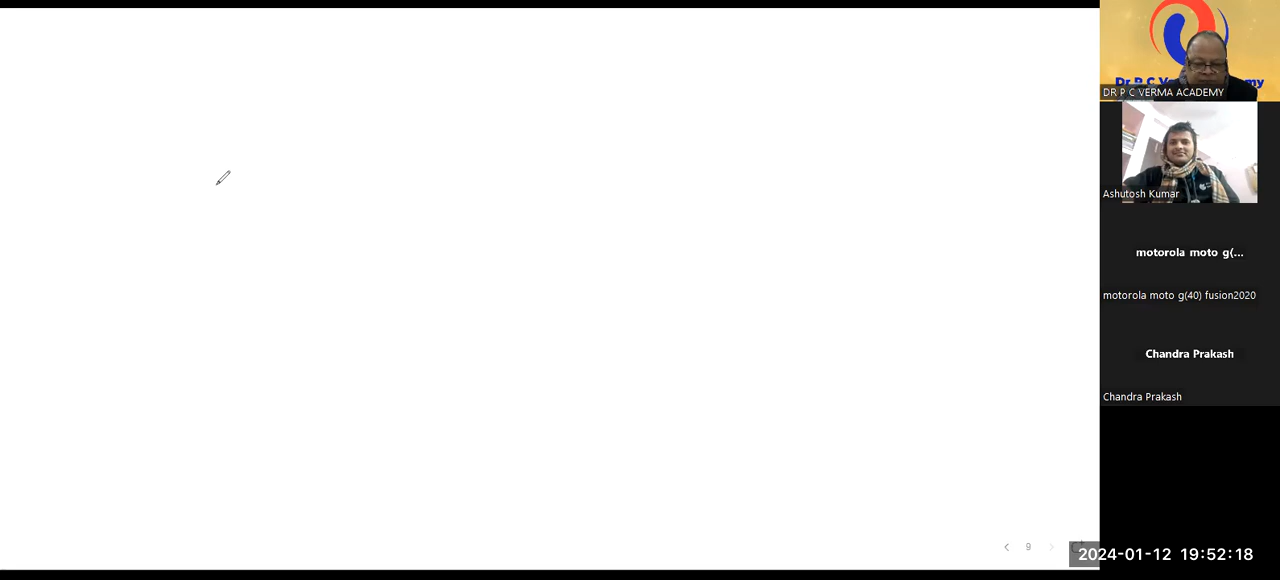 DR P C VERMA ACADEMY
Ashutosh Kumar
motorola moto g(...
motorola moto g(40) fusion2020
Chandra Prakash
Chandra Prakash
9
2024-01-12 19:52:18